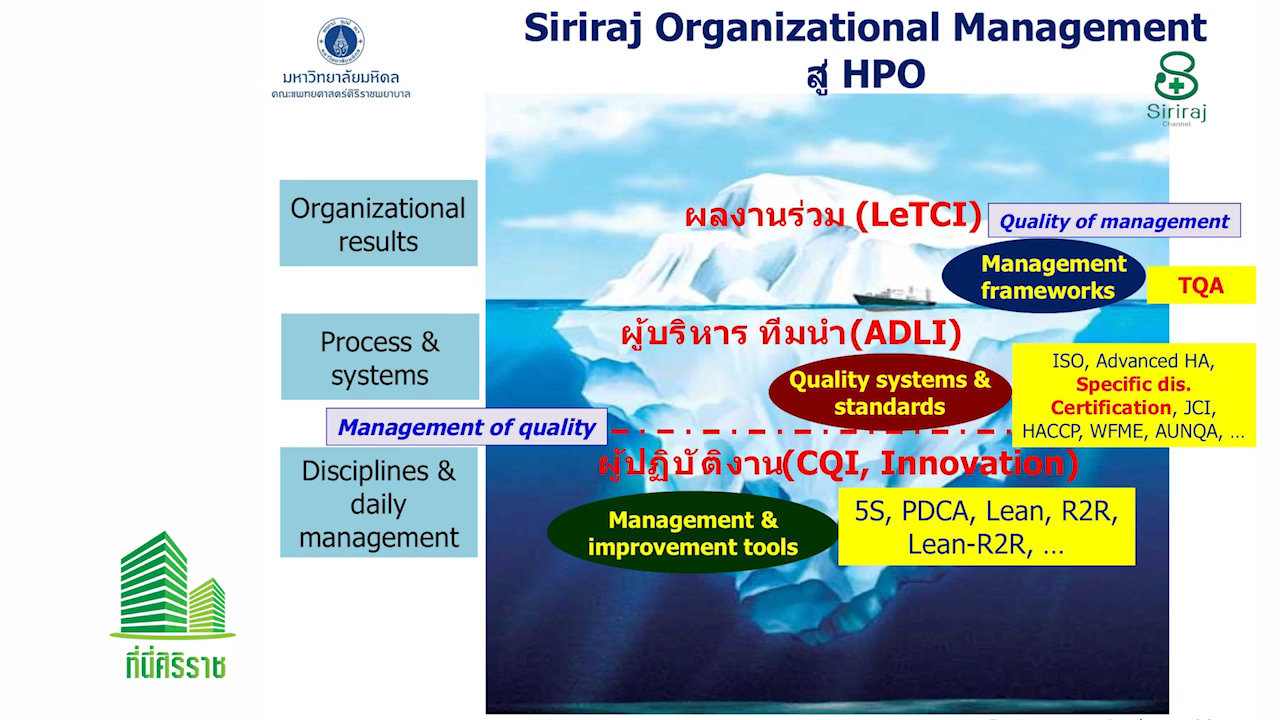 Siriraj Organizational Management
สู่ HPO
มหาวิทยาลัยมหิดล
คณะแพทยศาสตร์ศิริราชพยาบาล
Siriraj
Channel
Organizational
results
ผลงานร่วม (LeTCI)
Quality of management
Management
frameworks
TQA
Process &
systems
ผู้บริหาร ทีมนำ(ADLI)
Quality systems &
standards
ISO, Advanced HA,
Specific dis.
Certification, JCI,
HACCP, WFME, AUNQA, ...
Management of quality
Disciplines &
daily
management
ผู้ปฏิบัติงาน(CQI, Innovation)
Management &
improvement tools
5S, PDCA, Lean, R2R,
Lean-R2R, ...
ที่นี่ศิริราช